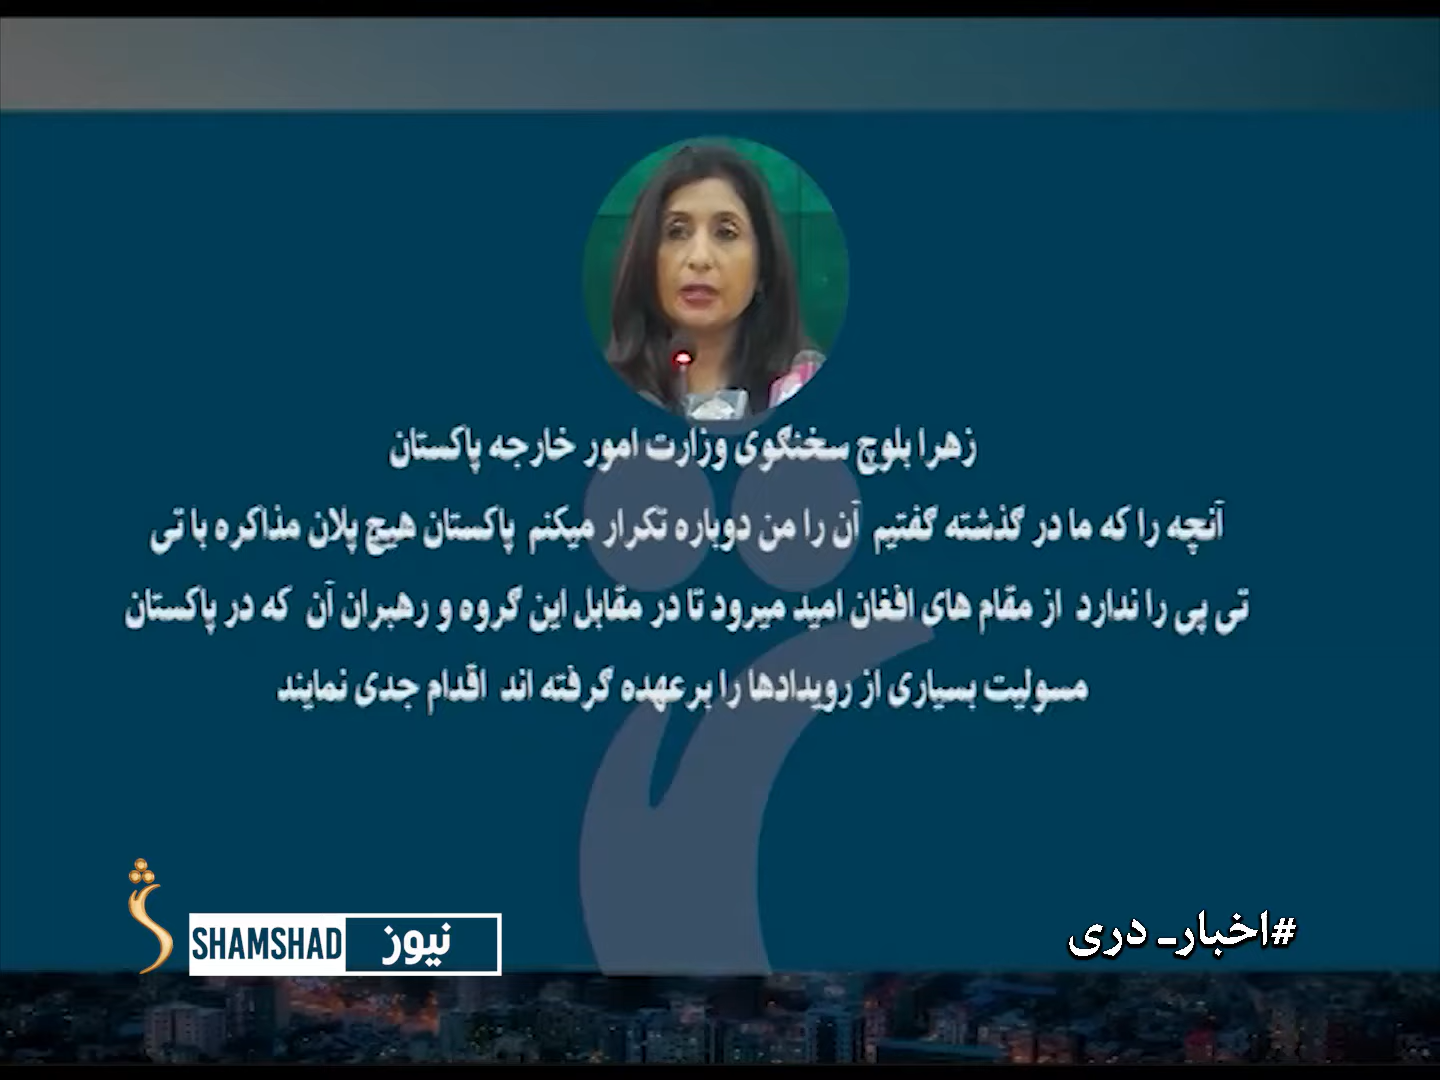 زهرا بلوچ سخنگوی وزارت امور خارجه پاکستان
آنچه را که ما در گذشته گفتیم آن را من دوباره تکرار میکنم پاکستان هیچ پلان مذاکره با تی
تی پی را ندارد از مقام های افغان امید میرود تا در مقابل این گروه و رهبران آن که در پاکستان
مسولیت بسیاری از رویدادها را برعهده گرفته اند اقدام جدی نمایند
#اخبار_ دری
SHAMSHAD نیوز